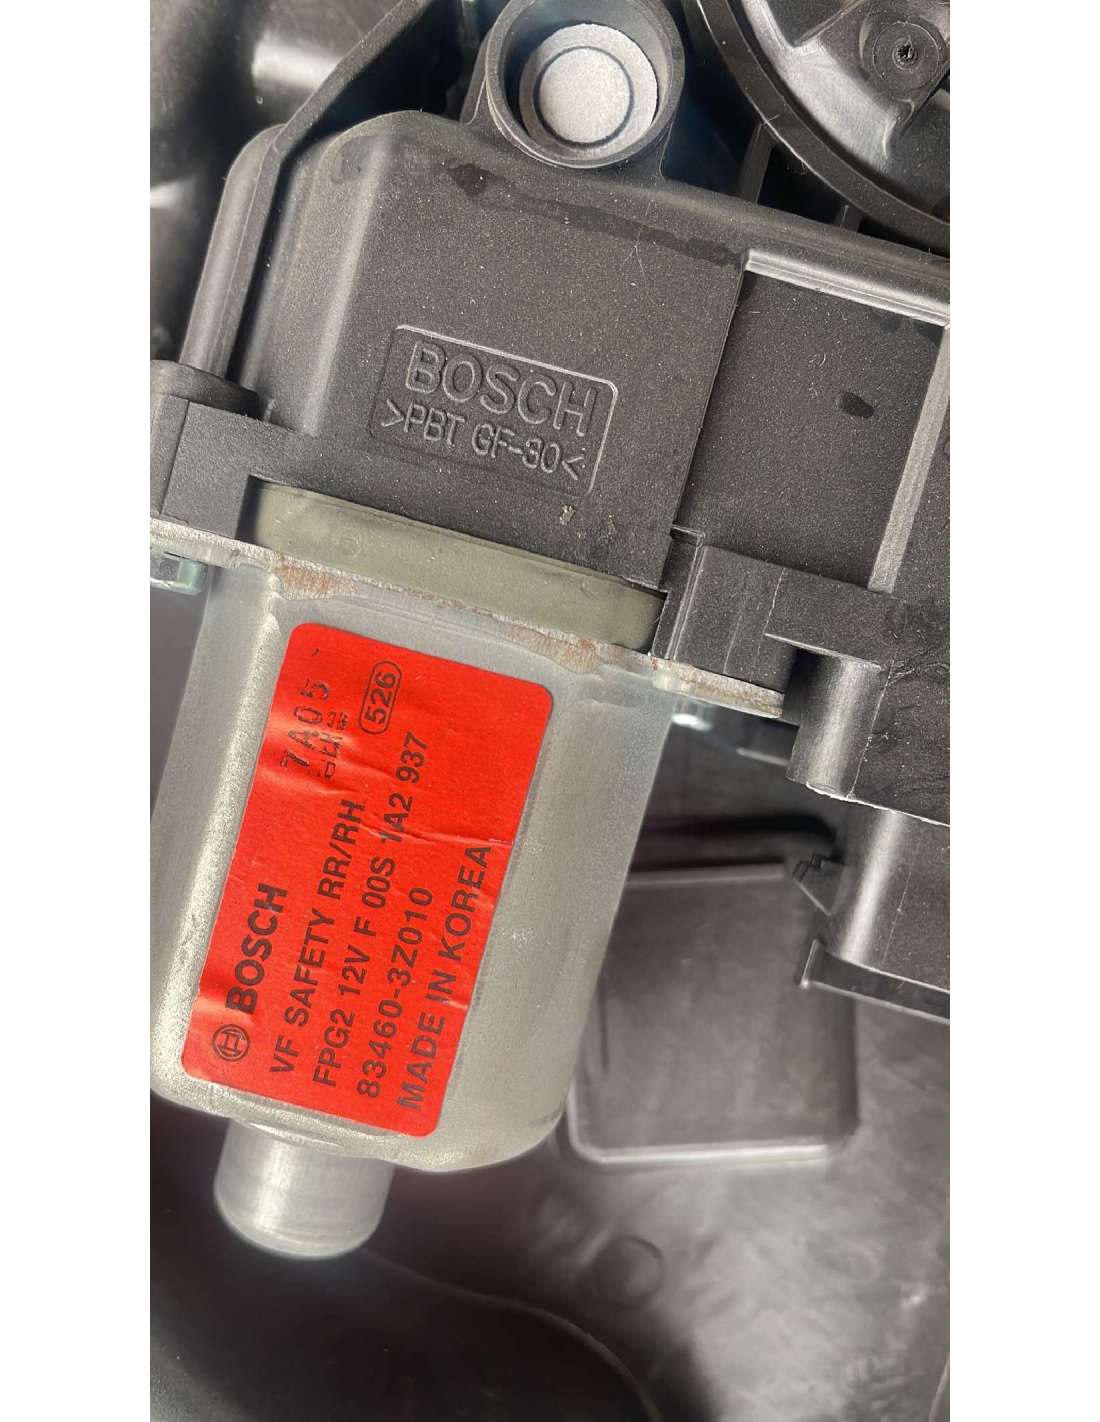 BOSCH
>PBT GF-30<
7A05
526
BOSCH
VF SAFETY RR/RH
FPG2 12V F 00S 1A2 937
83460-3Z010
MADE IN KOREA